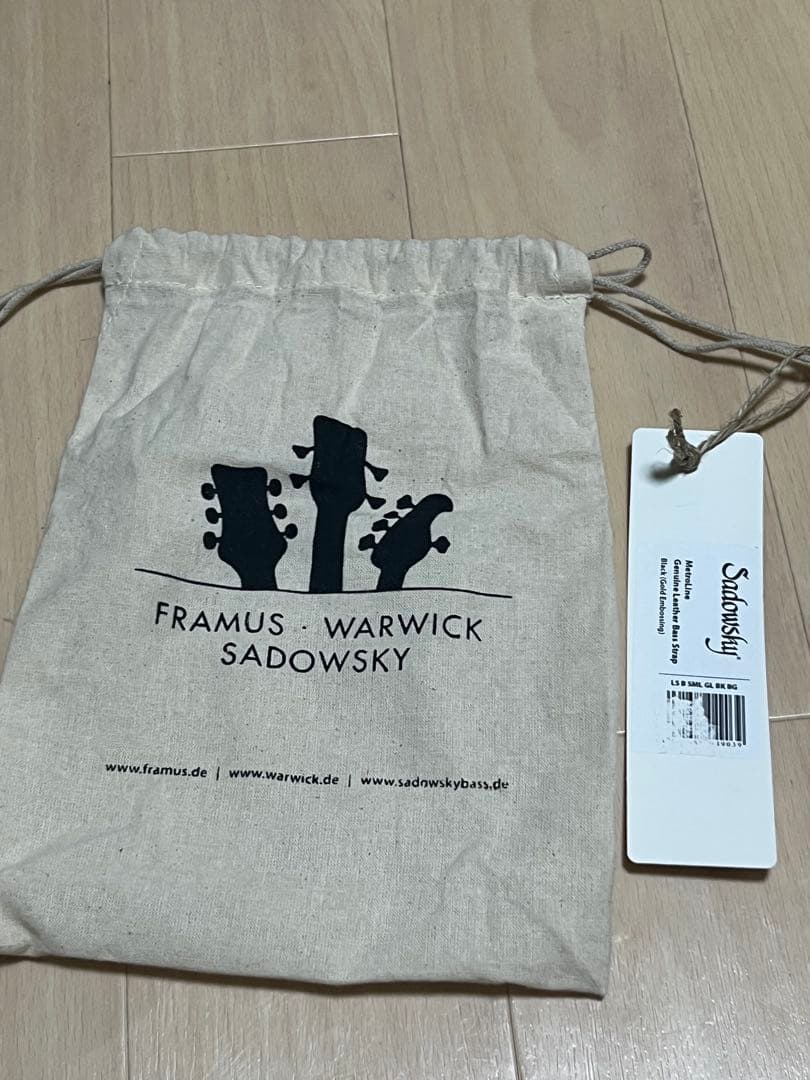 FRAMUS · WARWICK
SADOWSKY
www.framus.de | www.warwick.de | www.sadowskybass.de
Sadowsky®
MetroLine
Genuine Leather Bass Strap
Black (Gold Embossing)
LS B SML GL BK BG
19039